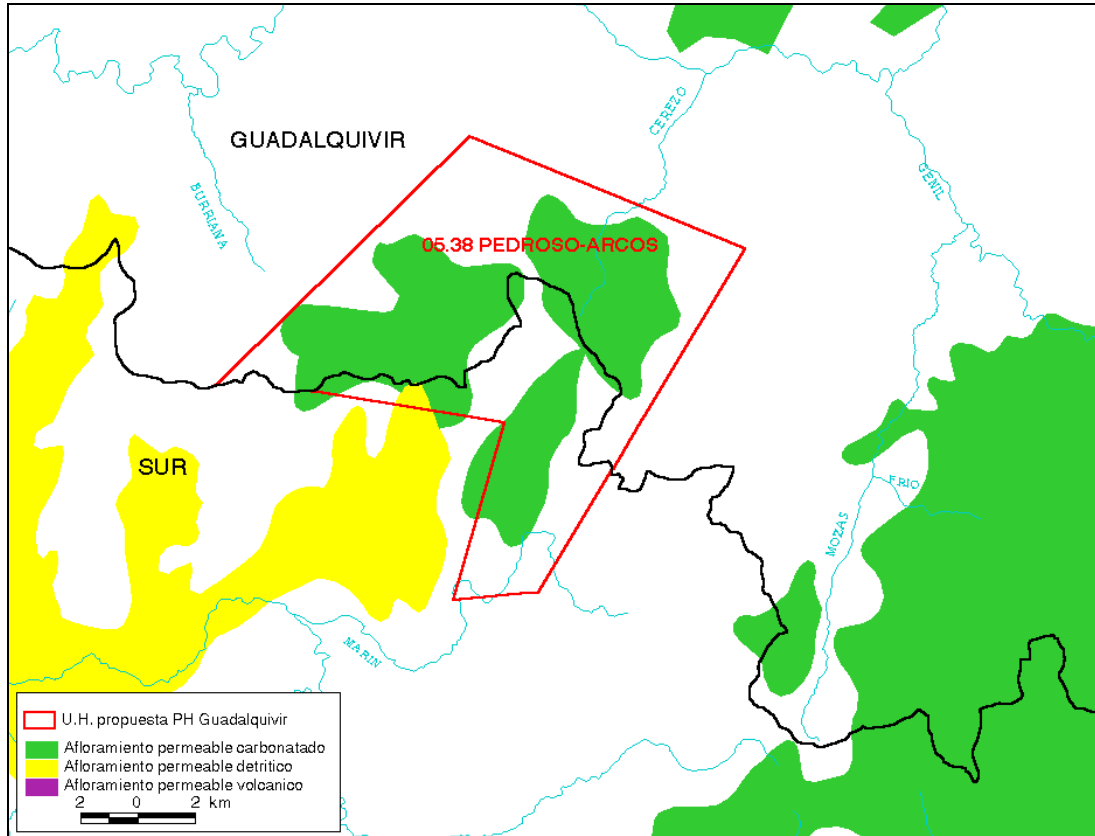 GUADALQUIVIR
CEREZO
BURRIANA
GENIL
05.38 PEDROSO-ARCOS
SUR
FRIO
MOZAS
MARIN
U.H. propuesta PH Guadalquivir
Afloramiento permeable carbonatado
Afloramiento permeable detritico
Afloramiento permeable volcanico
2 0 2 km